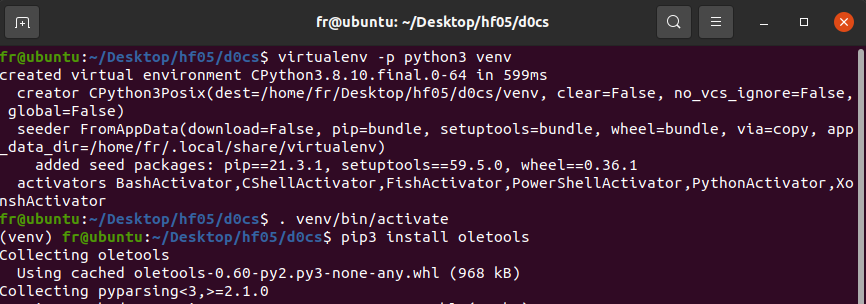 fr@ubuntu: ~/Desktop/hf05/d0cs
fr@ubuntu:~/Desktop/hf05/d0cs$ virtualenv -p python3 venv
created virtual environment CPython3.8.10.final.0-64 in 599ms
  creator CPython3Posix(dest=/home/fr/Desktop/hf05/d0cs/venv, clear=False, no_vcs_ignore=False,
 global=False)
  seeder FromAppData(download=False, pip=bundle, setuptools=bundle, wheel=bundle, via=copy, app
_data_dir=/home/fr/.local/share/virtualenv)
    added seed packages: pip==21.3.1, setuptools==59.5.0, wheel==0.36.1
  activators BashActivator,CShellActivator,FishActivator,PowerShellActivator,PythonActivator,Xo
nshActivator
fr@ubuntu:~/Desktop/hf05/d0cs$ . venv/bin/activate
(venv) fr@ubuntu:~/Desktop/hf05/d0cs$ pip3 install oletools
Collecting oletools
  Using cached oletools-0.60-py2.py3-none-any.whl (968 kB)
Collecting pyparsing<3,>=2.1.0